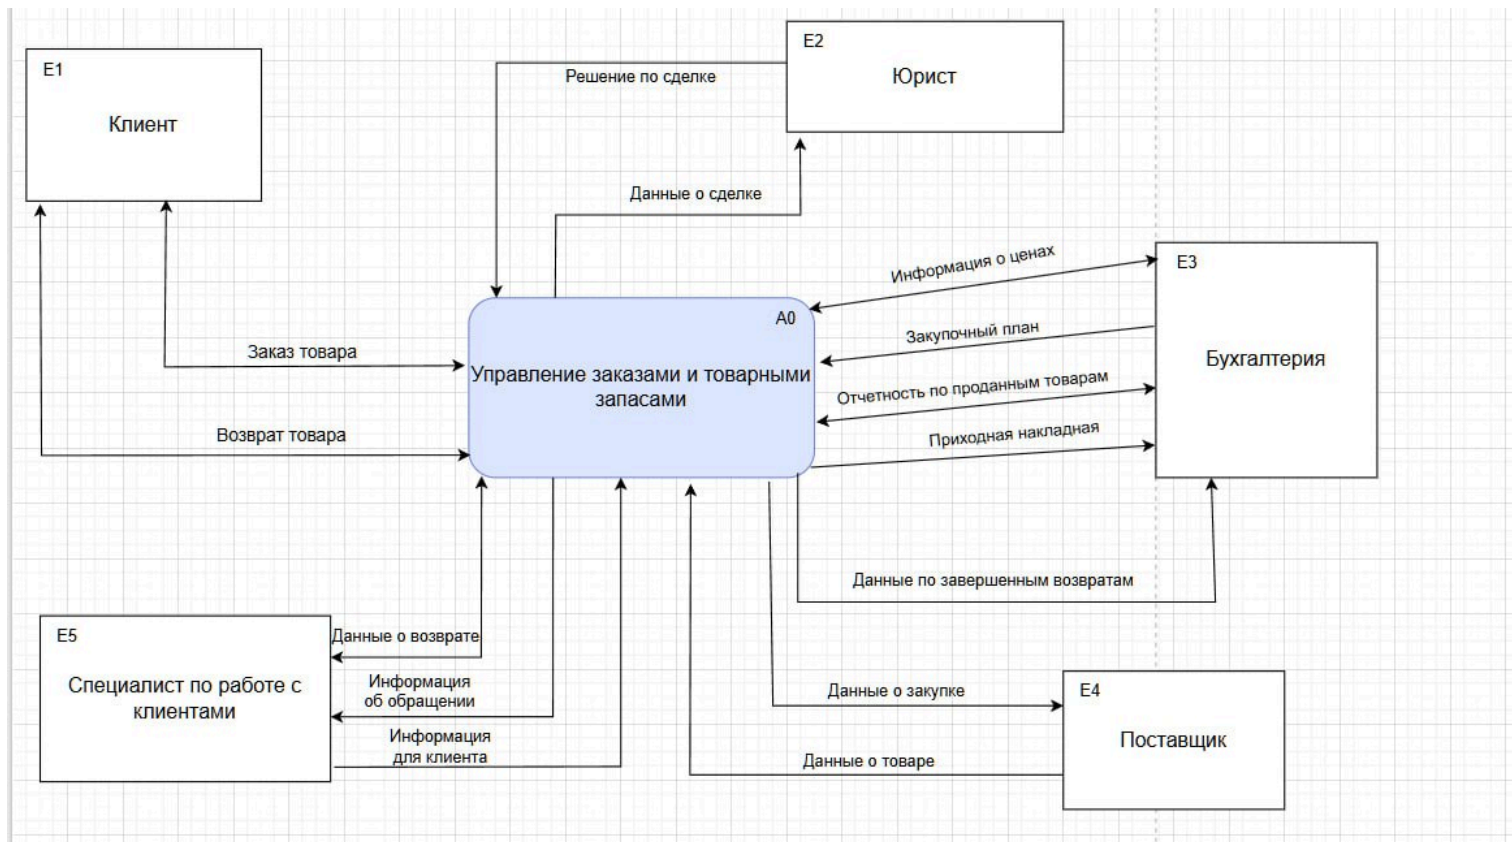 E1
Клиент
E2
Юрист
Решение по сделке
Данные о сделке
E3
Бухгалтерия
Информация о ценах
Закупочный план
Отчетность по проданным товарам
Приходная накладная
A0
Управление заказами и товарными
запасами
Заказ товара
Возврат товара
Данные по завершенным возвратам
E5
Специалист по работе с
клиентами
Данные о возврате
Информация
об обращении
Информация
для клиента
E4
Поставщик
Данные о закупке
Данные о товаре